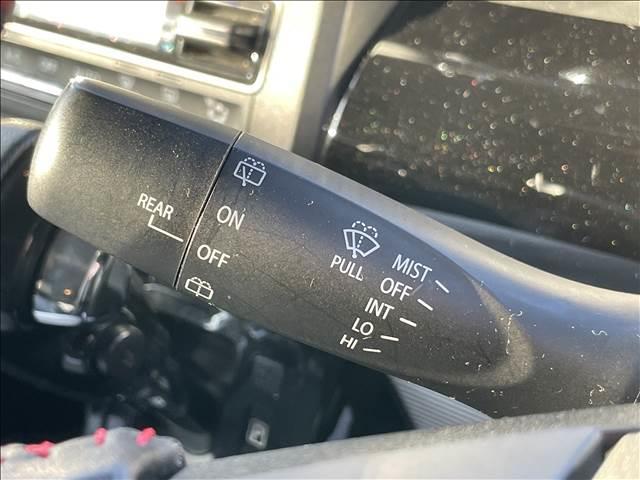 REAR
ON
OFF
PULL
MIST
OFF
INT
LO
HI